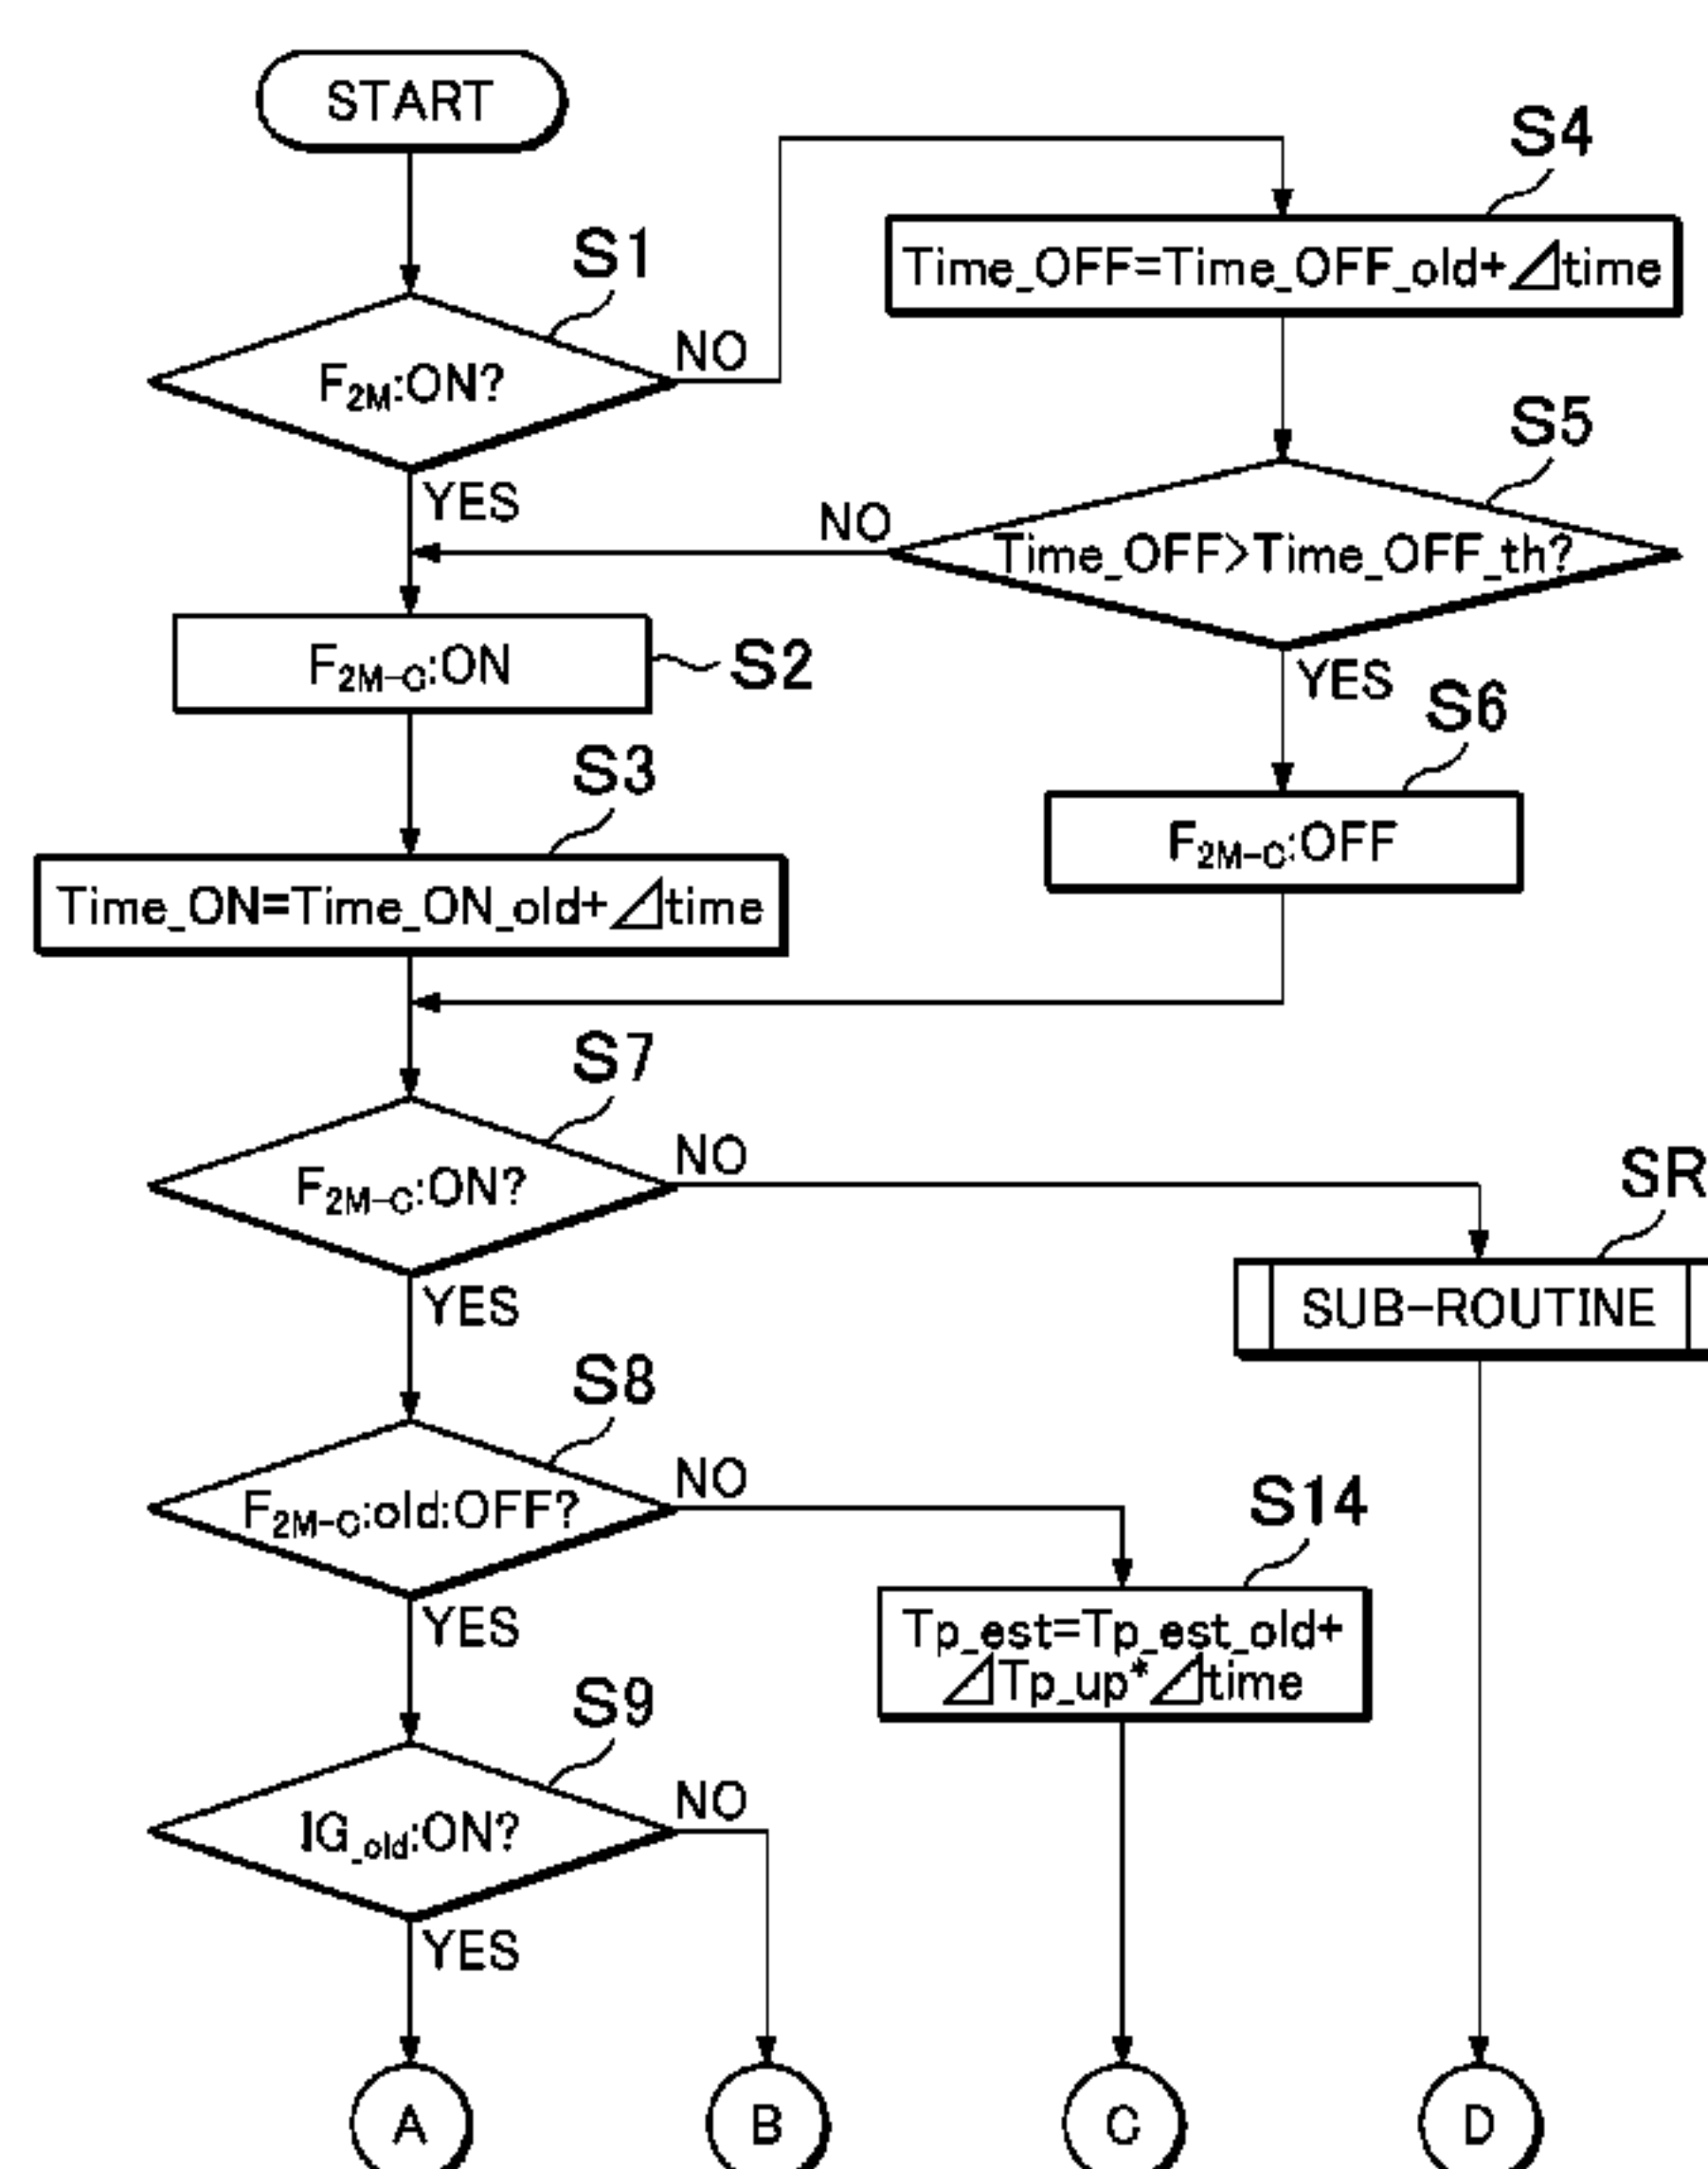 START
S1
F2M:ON?
NO
YES
S4
Time_OFF=Time_OFF_old+⊿time
S5
Time_OFF>Time_OFF_th?
NO
YES
F2M-C:ON
S2
S6
F2M-C:OFF
S3
Time_ON=Time_ON_old+⊿time
S7
F2M-C:ON?
NO
YES
SR
SUB-ROUTINE
S8
F2M-C:old:OFF?
NO
YES
S14
Tp_est=Tp_est_old+
⊿Tp_up*⊿time
S9
IG_old:ON?
NO
YES
A
B
C
D